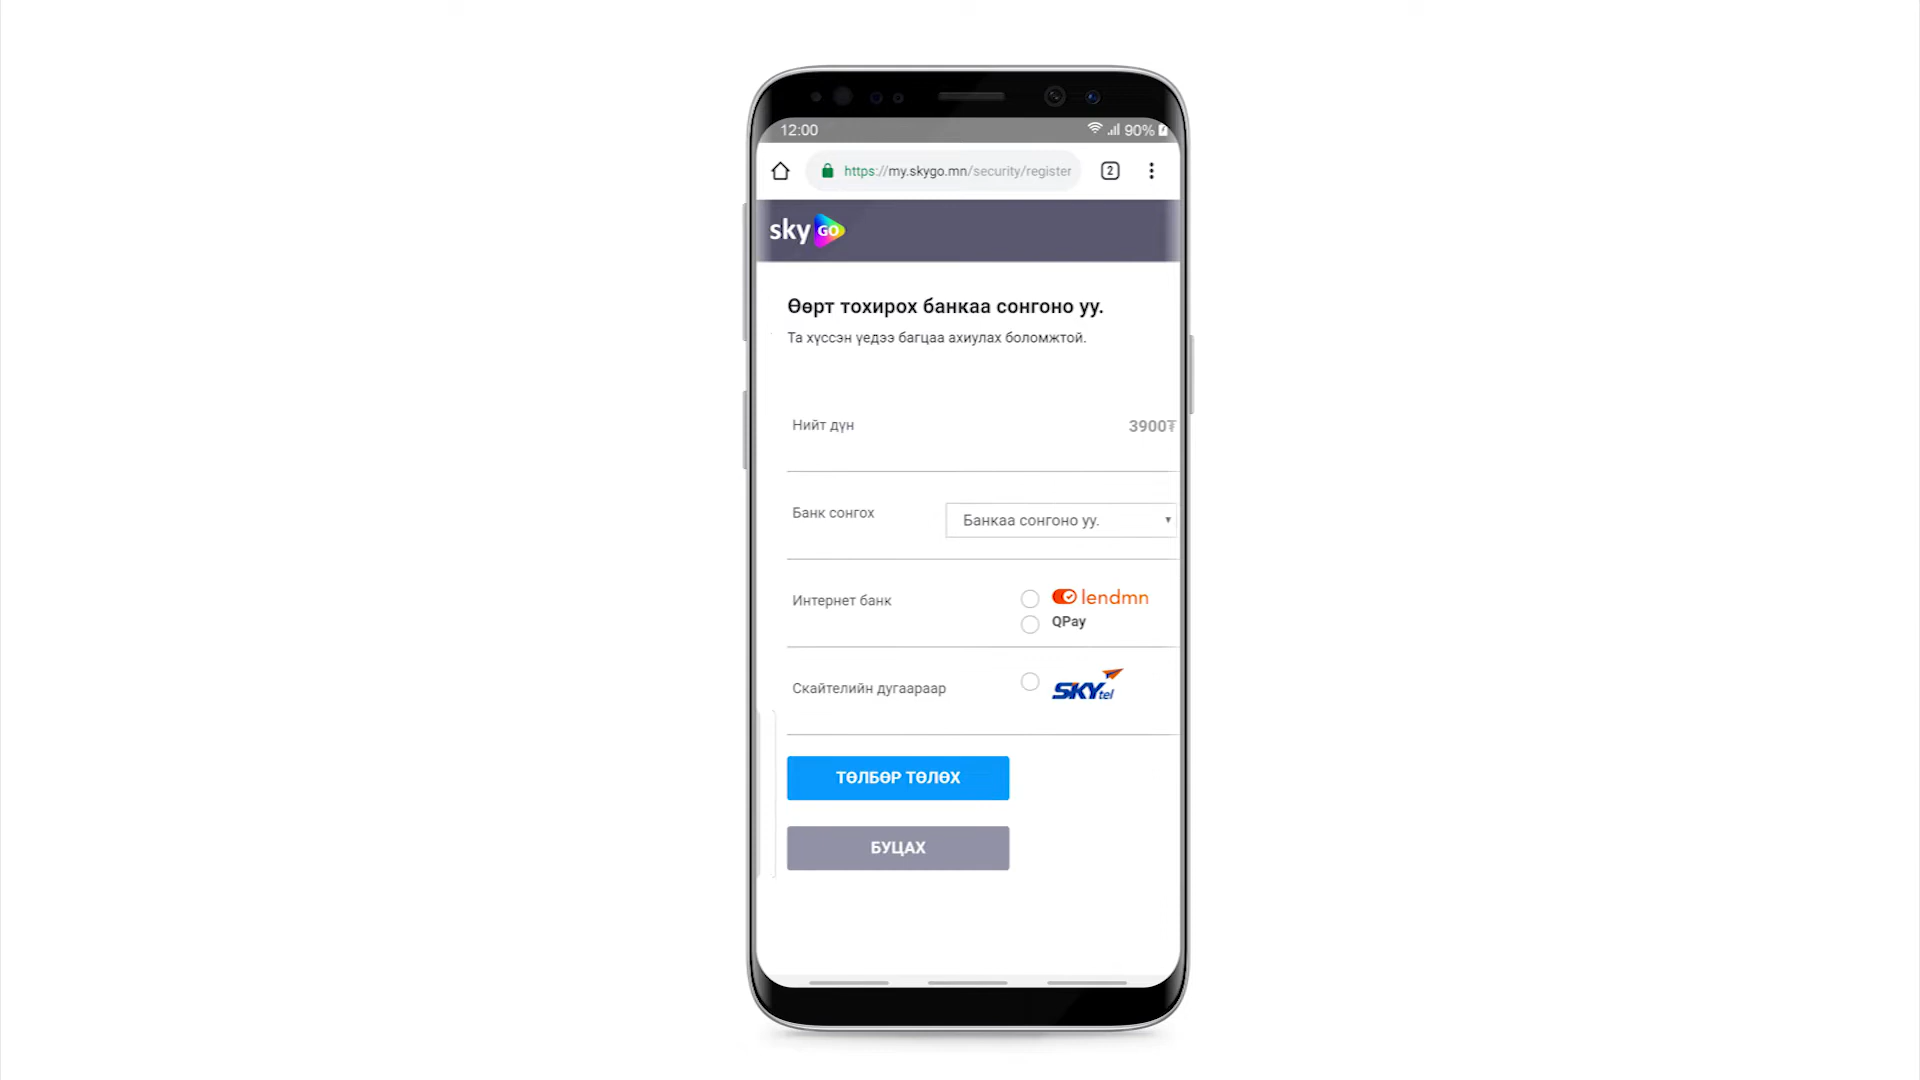 12:00
90%
https://my.skygo.mn/security/register
2
sky GO
Өөрт тохирох банкаа сонгоно уу.
Та хүссэн үедээ багцаа ахиулах боломжтой.
Нийт дүн
3900₮
Банк сонгох
Банкаа сонгоно уу.
Интернет банк
lendmn
QPay
Скайтелийн дугаараар
SKYtel
ТӨЛБӨР ТӨЛӨХ
БУЦАХ